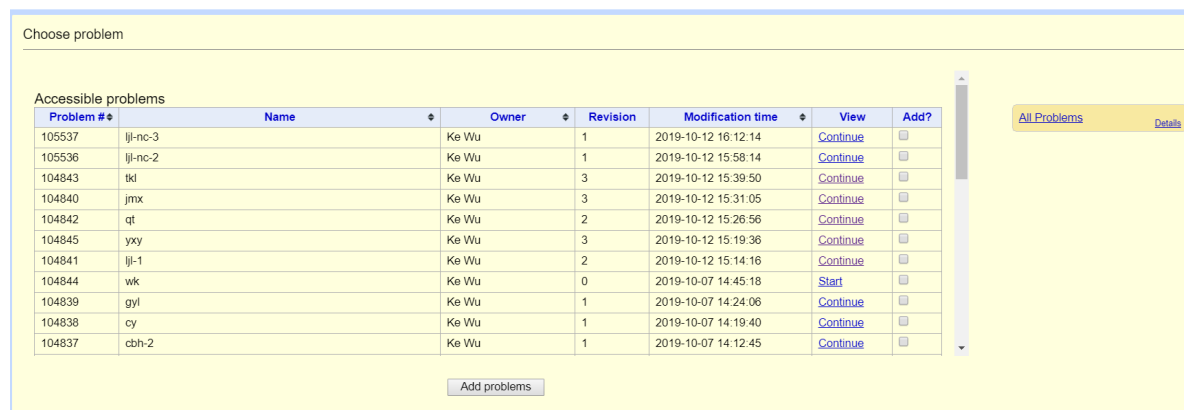 Choose problem
Accessible problems
Problem # Name Owner Revision Modification time View Add?
105537 ljl-nc-3 Ke Wu 1 2019-10-12 16:12:14 Continue
105536 ljl-nc-2 Ke Wu 1 2019-10-12 15:58:14 Continue
104843 tkl Ke Wu 3 2019-10-12 15:39:50 Continue
104840 jmx Ke Wu 3 2019-10-12 15:31:05 Continue
104842 qt Ke Wu 2 2019-10-12 15:26:56 Continue
104845 yxy Ke Wu 3 2019-10-12 15:19:36 Continue
104841 ljl-1 Ke Wu 2 2019-10-12 15:14:16 Continue
104844 wk Ke Wu 0 2019-10-07 14:45:18 Start
104839 gyl Ke Wu 1 2019-10-07 14:24:06 Continue
104838 cy Ke Wu 1 2019-10-07 14:19:40 Continue
104837 cbh-2 Ke Wu 1 2019-10-07 14:12:45 Continue
Add problems
All Problems Details